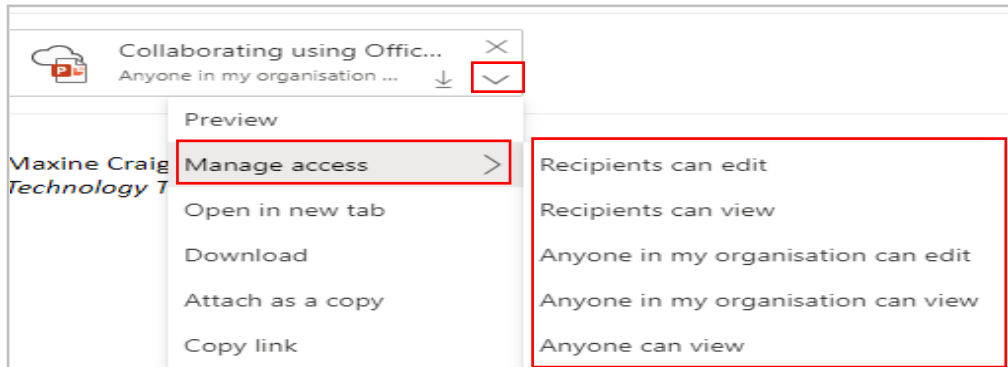 Collaborating using Offic...
Anyone in my organisation ...
Preview
Maxine Craig
Manage access
Recipients can edit
Technology T
Open in new tab
Recipients can view
Download
Anyone in my organisation can edit
Attach as a copy
Anyone in my organisation can view
Copy link
Anyone can view